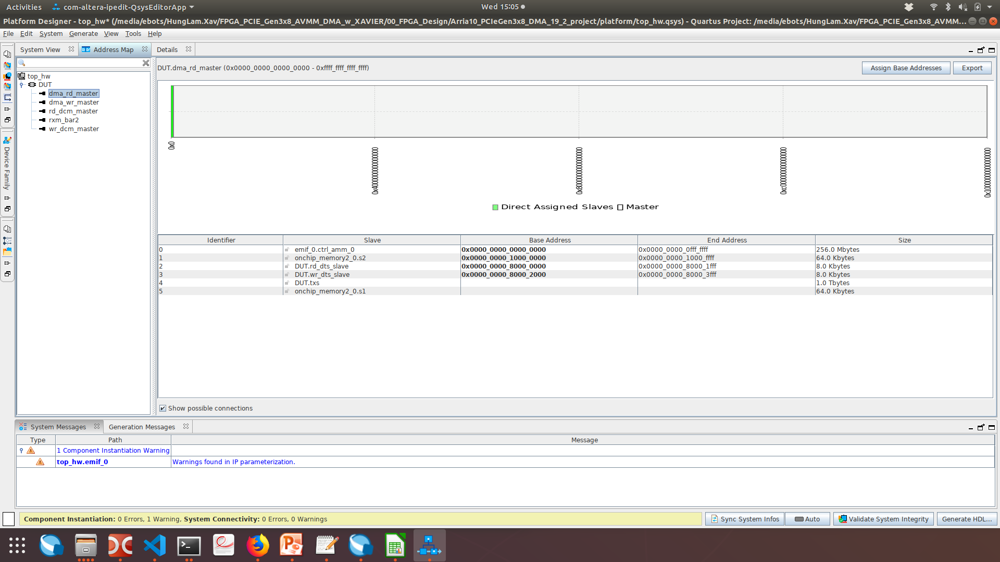 Activities com-altera-ipedit-QsysEditorApp Wed 15:05
Platform Designer - top_hw* (/media/ebots/HungLam.Xav/FPGA_PCIE_Gen3x8_AVMM_DMA_w_XAVIER/00_FPGA_Design/Arria10_PCIeGen3x8_DMA_19_2_project/platform/top_hw.qsys) - Quartus Project: /media/ebots/HungLam.Xav/FPGA_PCIE_Gen3x8_AVMM...
File Edit System Generate View Tools Help
System View Address Map Details
DUT.dma_rd_master (0x0000_0000_0000_0000 - 0xffff_ffff_ffff_ffff) Assign Base Addresses Export
top_hw
DUT
dma_rd_master
dma_wr_master
rd_dcm_master
rxm_bar2
wr_dcm_master
Device Family
0x0 0x4000000000000000 0x8000000000000000 0xc000000000000000 0x10000000000000000
Direct Assigned Slaves Master
Identifier Slave Base Address End Address Size
0 emif_0.ctrl_amm_0 0x0000_0000_0000_0000 0x0000_0000_0fff_ffff 256.0 Mbytes
1 onchip_memory2_0.s2 0x0000_0000_1000_0000 0x0000_0000_1000_ffff 64.0 Kbytes
2 DUT.rd_dts_slave 0x0000_0000_8000_0000 0x0000_0000_8000_1fff 8.0 Kbytes
3 DUT.wr_dts_slave 0x0000_0000_8000_2000 0x0000_0000_8000_3fff 8.0 Kbytes
4 DUT.txs 1.0 Tbytes
5 onchip_memory2_0.s1 64.0 Kbytes
Show possible connections
System Messages Generation Messages
Type Path Message
1 Component Instantiation Warning
top_hw.emif_0 Warnings found in IP parameterization.
Component Instantiation: 0 Errors, 1 Warning, System Connectivity: 0 Errors, 0 Warnings Sync System Infos Auto Validate System Integrity Generate HDL...